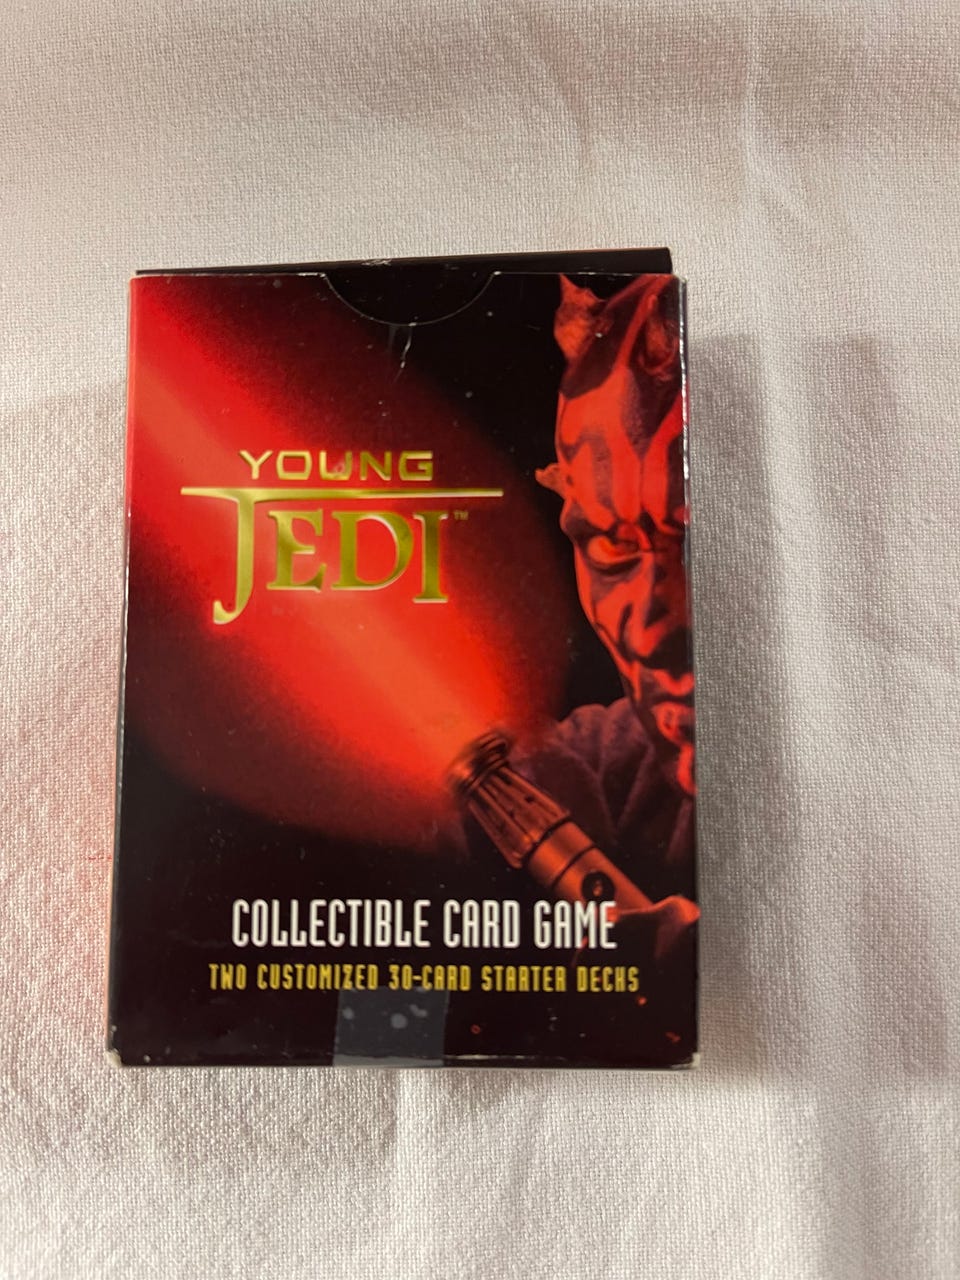 YOUNG
JEDI™
COLLECTIBLE CARD GAME
TWO CUSTOMIZED 30-CARD STARTER DECKS